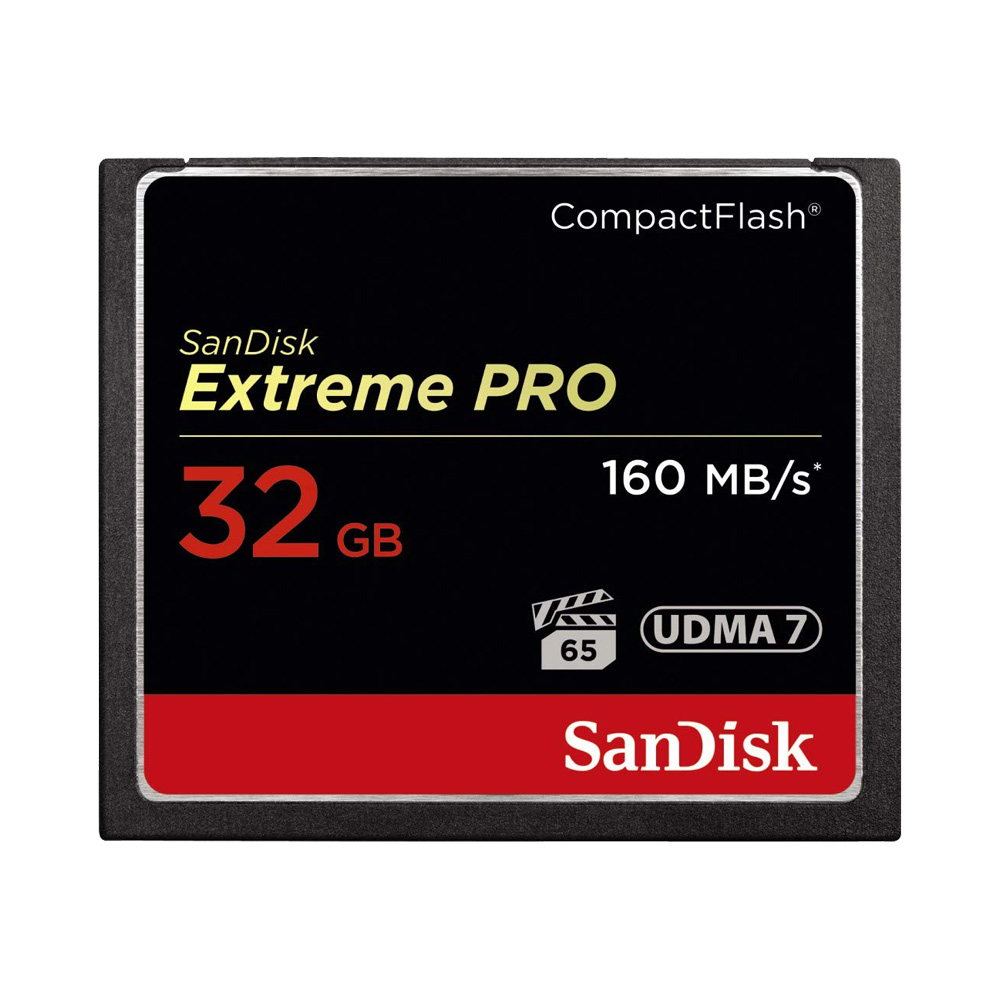 CompactFlash®
SanDisk
Extreme PRO
32 GB
160 MB/s*
65
UDMA 7
SanDisk